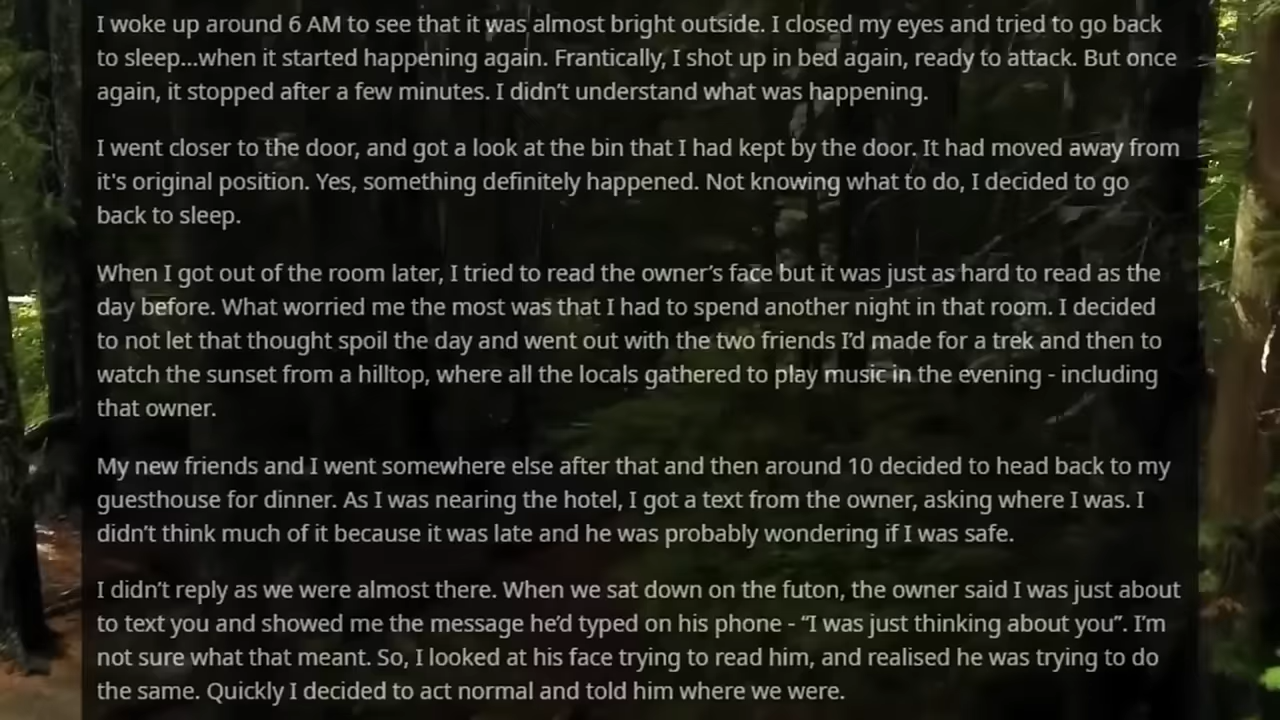 I woke up around 6 AM to see that it was almost bright outside. I closed my eyes and tried to go back
to sleep...when it started happening again. Frantically, I shot up in bed again, ready to attack. But once
again, it stopped after a few minutes. I didn’t understand what was happening.
I went closer to the door, and got a look at the bin that I had kept by the door. It had moved away from
it's original position. Yes, something definitely happened. Not knowing what to do, I decided to go
back to sleep.
When I got out of the room later, I tried to read the owner’s face but it was just as hard to read as the
day before. What worried me the most was that I had to spend another night in that room. I decided
to not let that thought spoil the day and went out with the two friends I’d made for a trek and then to
watch the sunset from a hilltop, where all the locals gathered to play music in the evening - including
that owner.
My new friends and I went somewhere else after that and then around 10 decided to head back to my
guesthouse for dinner. As I was nearing the hotel, I got a text from the owner, asking where I was. I
didn’t think much of it because it was late and he was probably wondering if I was safe.
I didn’t reply as we were almost there. When we sat down on the futon, the owner said I was just about
to text you and showed me the message he’d typed on his phone - “I was just thinking about you”. I’m
not sure what that meant. So, I looked at his face trying to read him, and realised he was trying to do
the same. Quickly I decided to act normal and told him where we were.